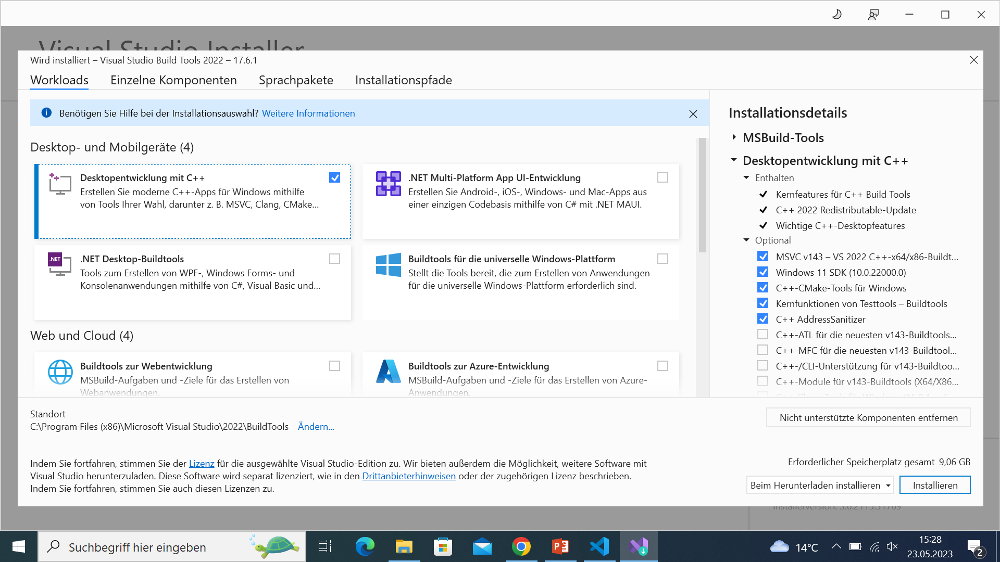 Visual Studio Installer
Wird installiert – Visual Studio Build Tools 2022 – 17.6.1
Workloads
Einzelne Komponenten
Sprachpakete
Installationspfade
Benötigen Sie Hilfe bei der Installationsauswahl? Weitere Informationen
Desktop- und Mobilgeräte (4)
Desktopentwicklung mit C++
Erstellen Sie moderne C++-Apps für Windows mithilfe
von Tools Ihrer Wahl, darunter z. B. MSVC, Clang, CMake...
.NET Multi-Platform App UI-Entwicklung
Erstellen Sie Android-, iOS-, Windows- und Mac-Apps aus
einer einzigen Codebasis mithilfe von C# mit .NET MAUI.
.NET
.NET Desktop-Buildtools
Tools zum Erstellen von WPF-, Windows Forms- und
Konsolenanwendungen mithilfe von C#, Visual Basic und...
Buildtools für die universelle Windows-Plattform
Stellt die Tools bereit, die zum Erstellen von Anwendungen
für die universelle Windows-Plattform erforderlich sind.
Web und Cloud (4)
Buildtools zur Webentwicklung
MSBuild-Aufgaben und -Ziele für das Erstellen von
Webanwendungen.
Buildtools zur Azure-Entwicklung
MSBuild-Aufgaben und -Ziele für das Erstellen von Azure-
Anwendungen.
Installationsdetails
MSBuild-Tools
Desktopentwicklung mit C++
Enthalten
Kernfeatures für C++ Build Tools
C++ 2022 Redistributable-Update
Wichtige C++-Desktopfeatures
Optional
MSVC v143 – VS 2022 C++-x64/x86-Buildt...
Windows 11 SDK (10.0.22000.0)
C++-CMake-Tools für Windows
Kernfunktionen von Testtools – Buildtools
C++ AddressSanitizer
C++-ATL für die neuesten v143-Buildtools...
C++-MFC für die neuesten v143-Buildtool...
C++-/CLI-Unterstützung für v143-Buildtoo...
C++-Module für v143-Buildtools (X64/X86...
Standort
C:\Program Files (x86)\Microsoft Visual Studio\2022\BuildTools Ändern...
Nicht unterstützte Komponenten entfernen
Indem Sie fortfahren, stimmen Sie der Lizenz für die ausgewählte Visual Studio-Edition zu. Wir bieten außerdem die Möglichkeit, weitere Software mit
Visual Studio herunterzuladen. Diese Software wird separat lizenziert, wie in den Drittanbieterhinweisen oder der zugehörigen Lizenz beschrieben.
Indem Sie fortfahren, stimmen Sie auch diesen Lizenzen zu.
Erforderlicher Speicherplatz gesamt 9,06 GB
Beim Herunterladen installieren
Installieren
Suchbegriff hier eingeben
14°C
15:28
23.05.2023
2